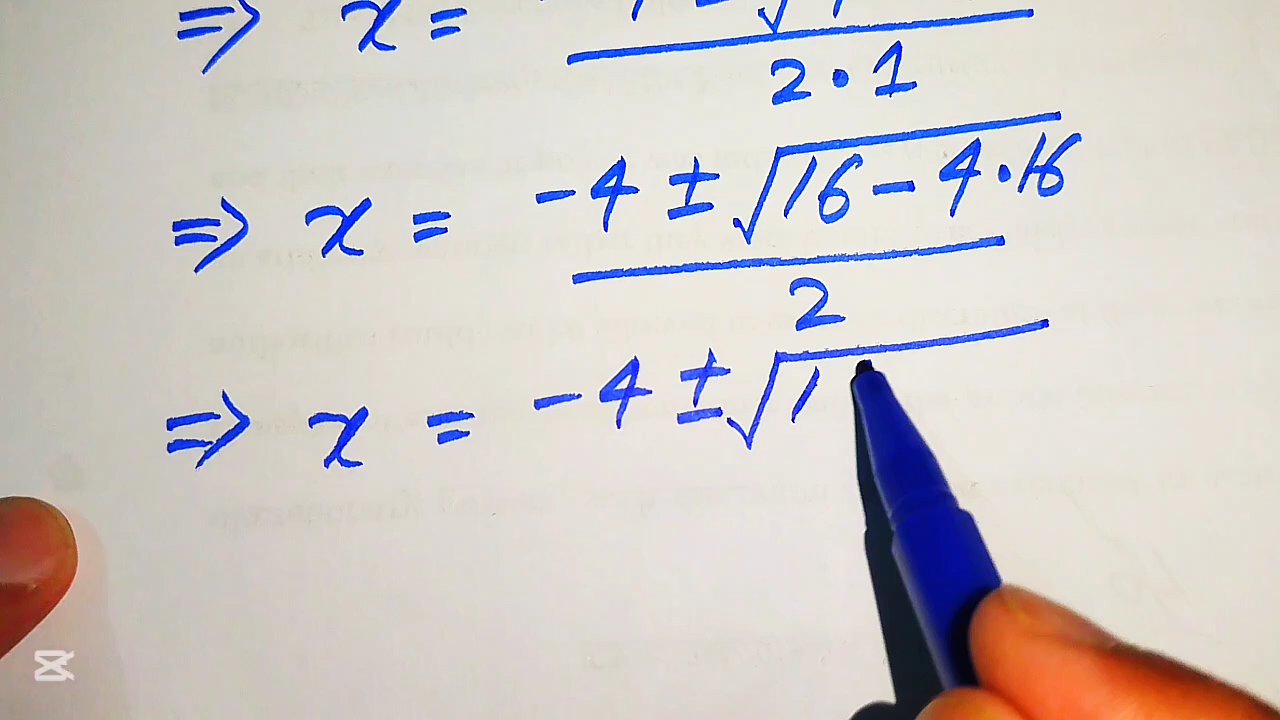 ⇒ x =
2 · 1
⇒ x = -4 ± √16 - 4·16
2
⇒ x = -4 ± √1